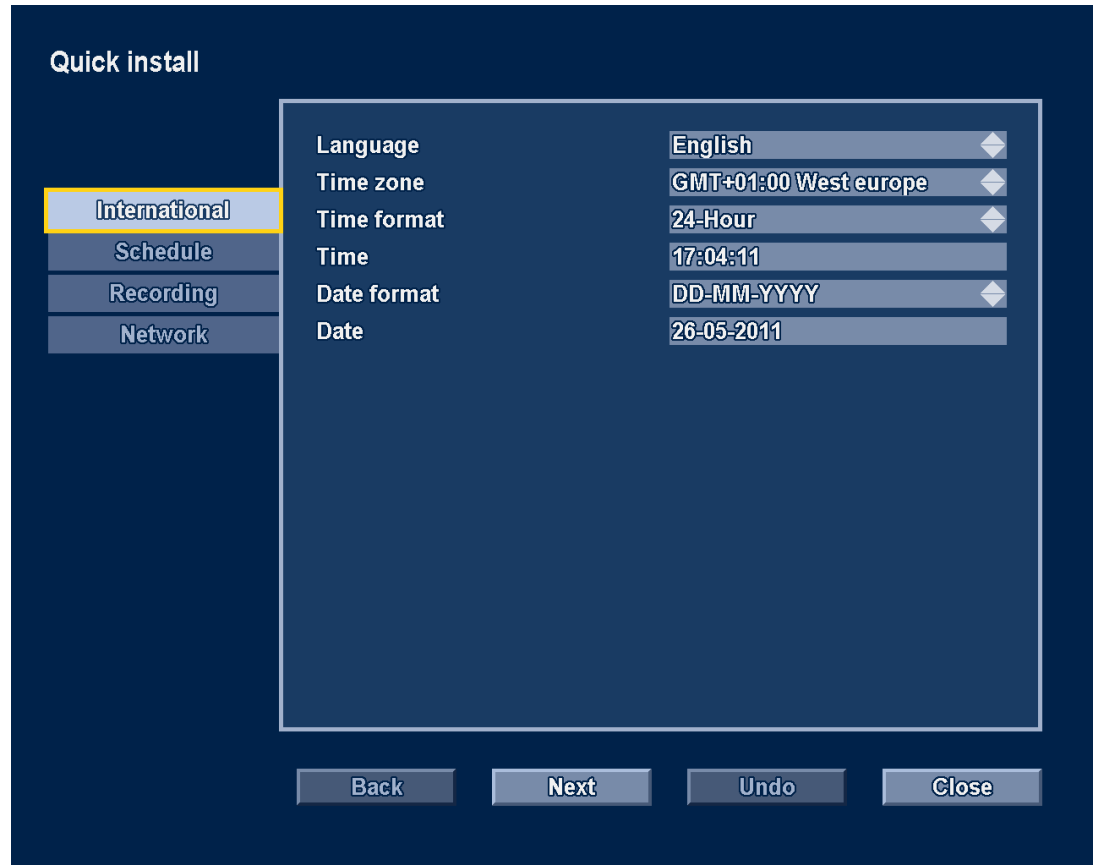 Quick install
Language English
Time zone GMT+01:00 West europe
International
Time format 24-Hour
Schedule
Time 17:04:11
Recording
Date format DD-MM-YYYY
Network
Date 26-05-2011
Back Next Undo Close